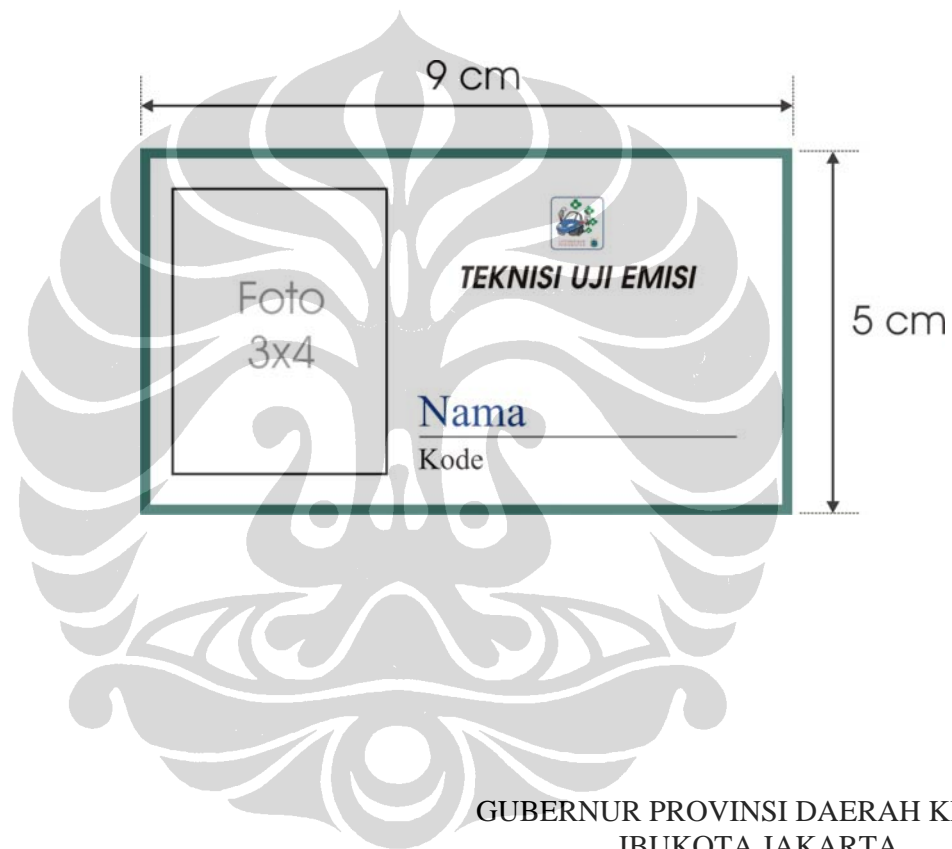 9 cm
TEKNISI UJI EMISI
Foto
3x4
5 cm
Nama
Kode
GUBERNUR PROVINSI DAERAH
IBUKOTA JAKARTA